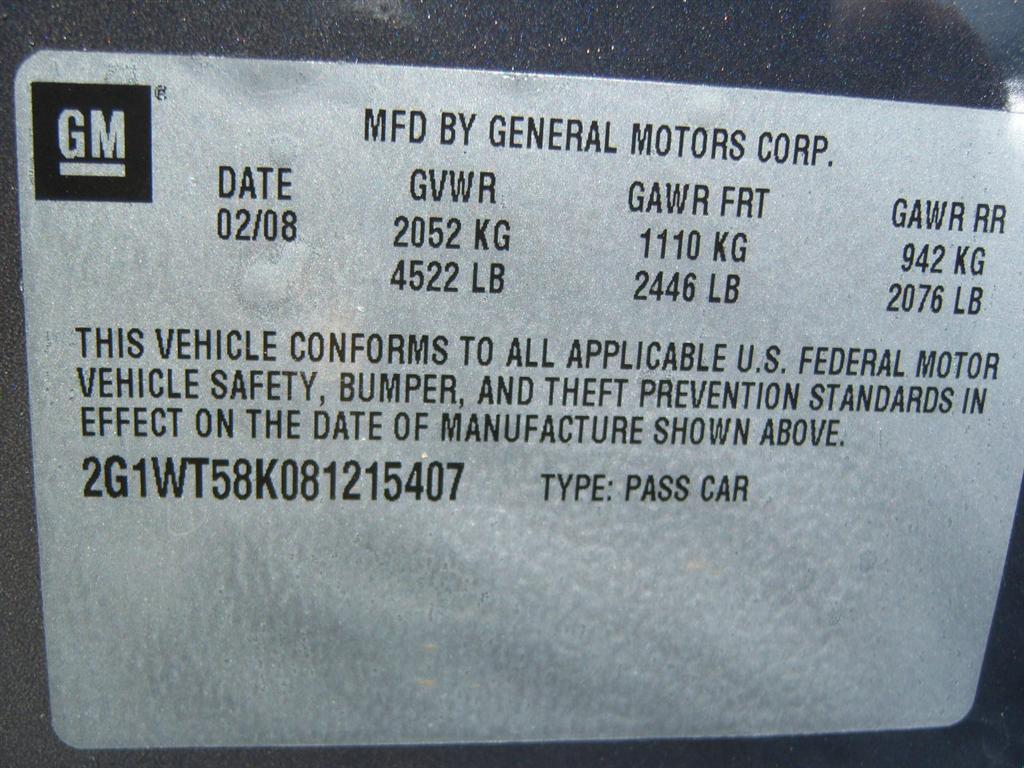 GM ®
MFD BY GENERAL MOTORS CORP.
DATE GVWR GAWR FRT GAWR RR
02/08 2052 KG 1110 KG 942 KG
4522 LB 2446 LB 2076 LB
THIS VEHICLE CONFORMS TO ALL APPLICABLE U.S. FEDERAL MOTOR
VEHICLE SAFETY, BUMPER, AND THEFT PREVENTION STANDARDS IN
EFFECT ON THE DATE OF MANUFACTURE SHOWN ABOVE.
2G1WT58K081215407 TYPE: PASS CAR